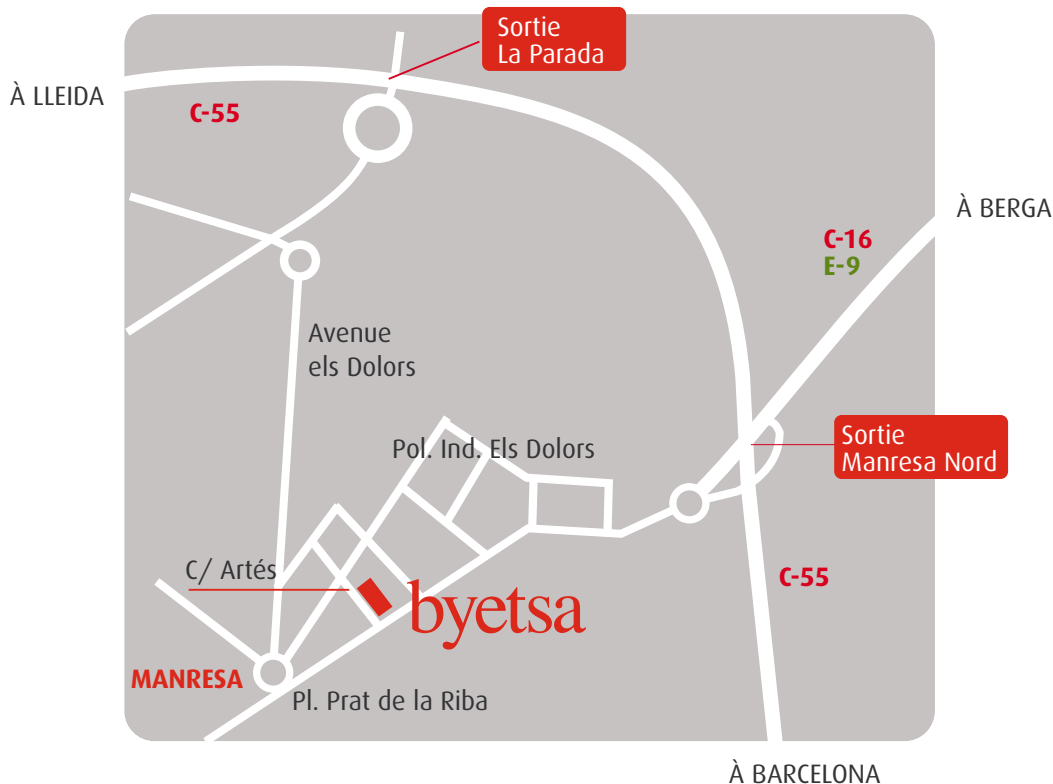 Sortie
La Parada
À LLEIDA
C-55
À BERGA
C-16
E-9
Avenue
els Dolors
Pol. Ind. Els Dolors
Sortie
Manresa Nord
C/ Artés
C-55
byetsa
MANRESA
Pl. Prat de la Riba
À BARCELONA